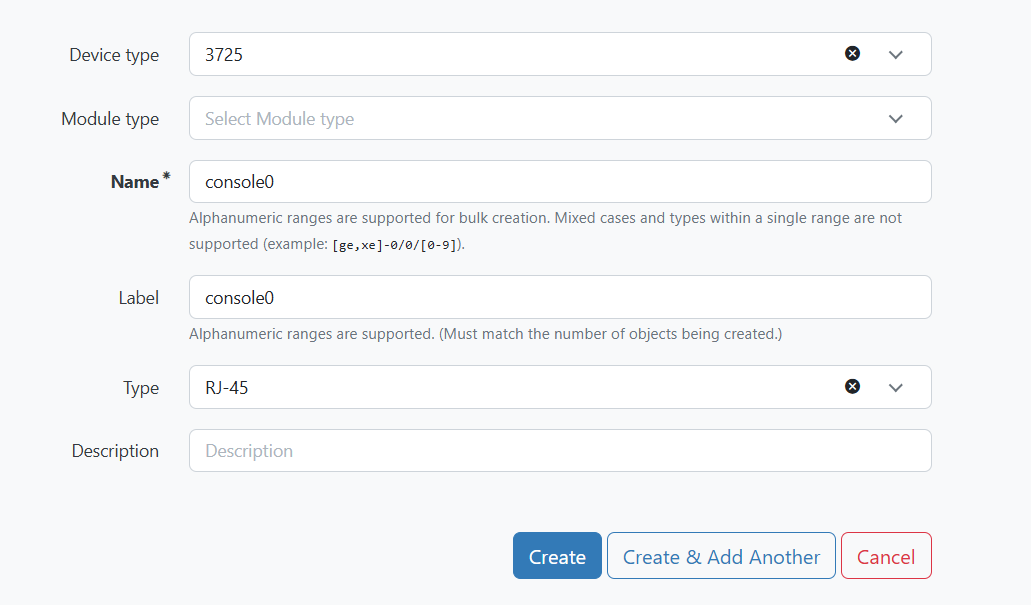 Device type 3725
Module type Select Module type
Name* console0
Alphanumeric ranges are supported for bulk creation. Mixed cases and types within a single range are not
supported (example: [ge,xe]-0/0/[0-9]).
Label console0
Alphanumeric ranges are supported. (Must match the number of objects being created.)
Type RJ-45
Description Description
Create Create & Add Another Cancel